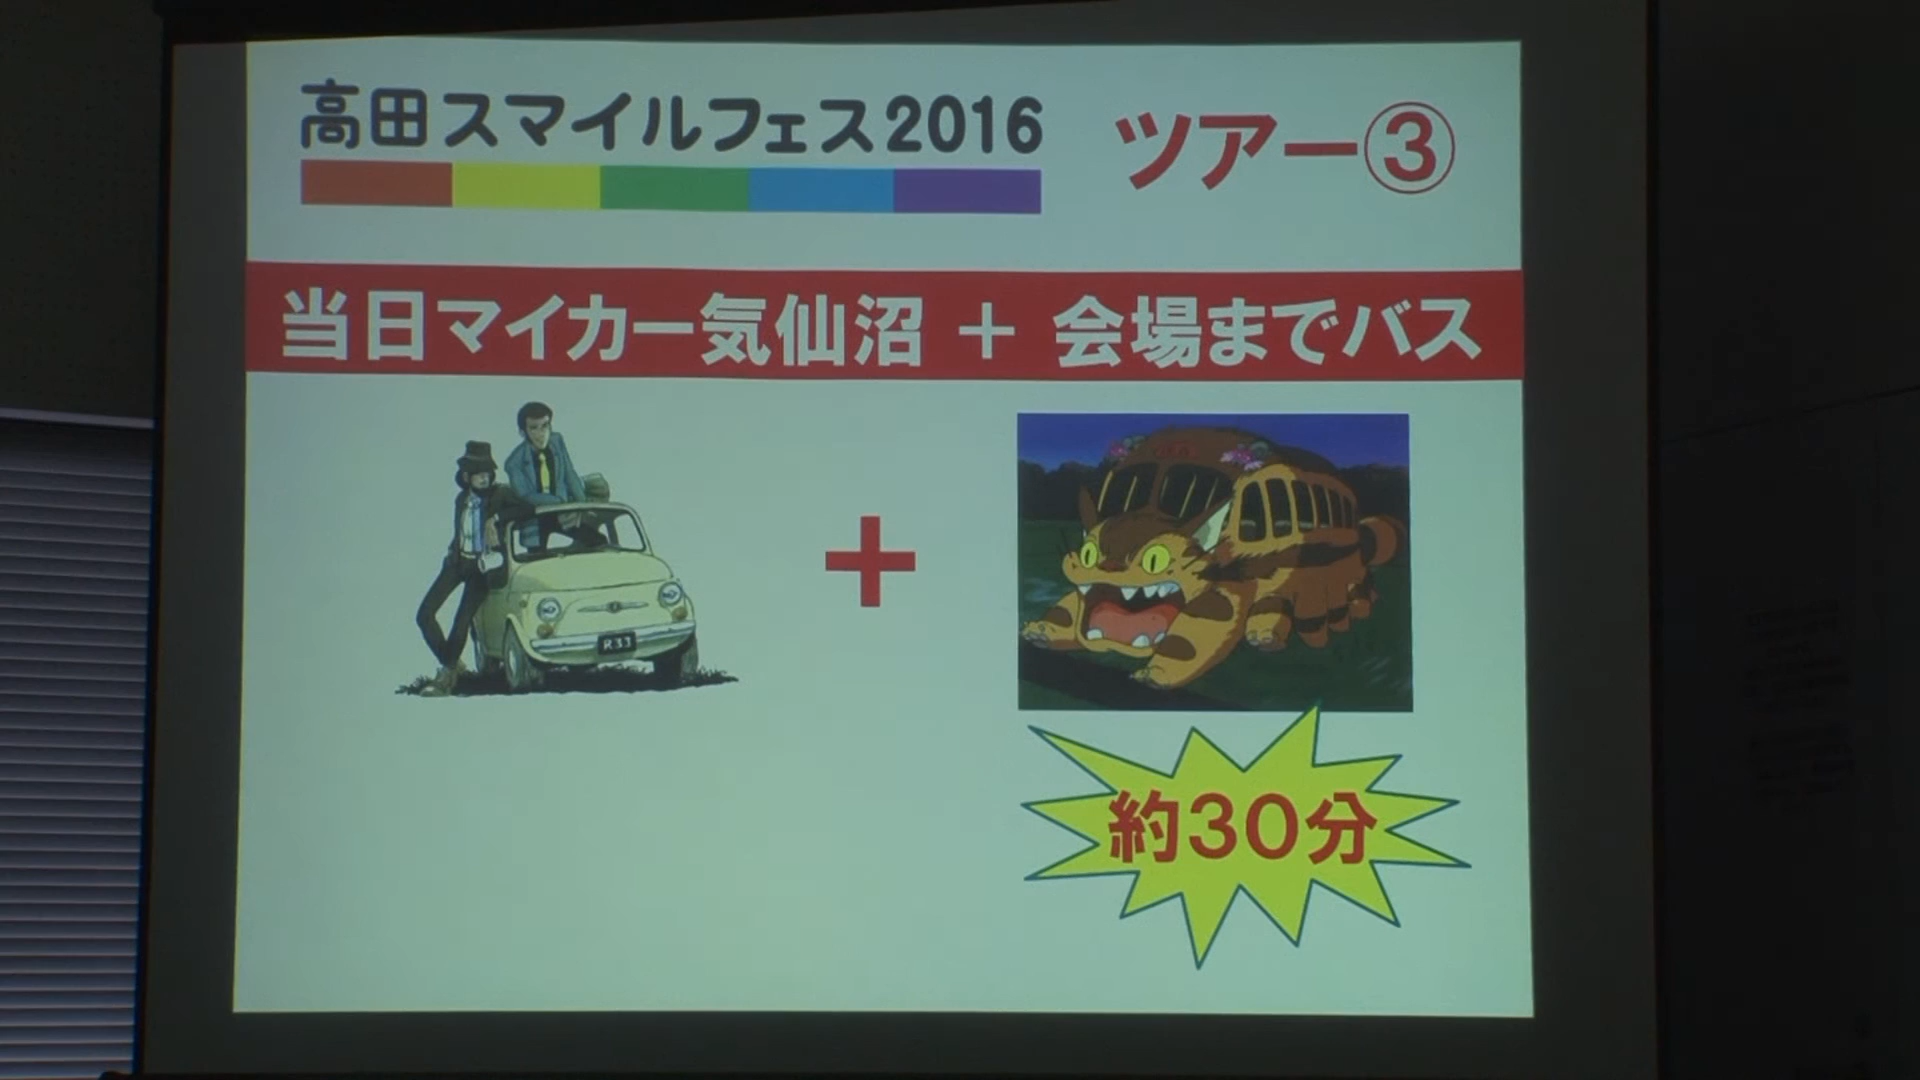 高田スマイルフェス2016
ツアー③
当日マイカー気仙沼 + 会場までバス
R33
+
約30分